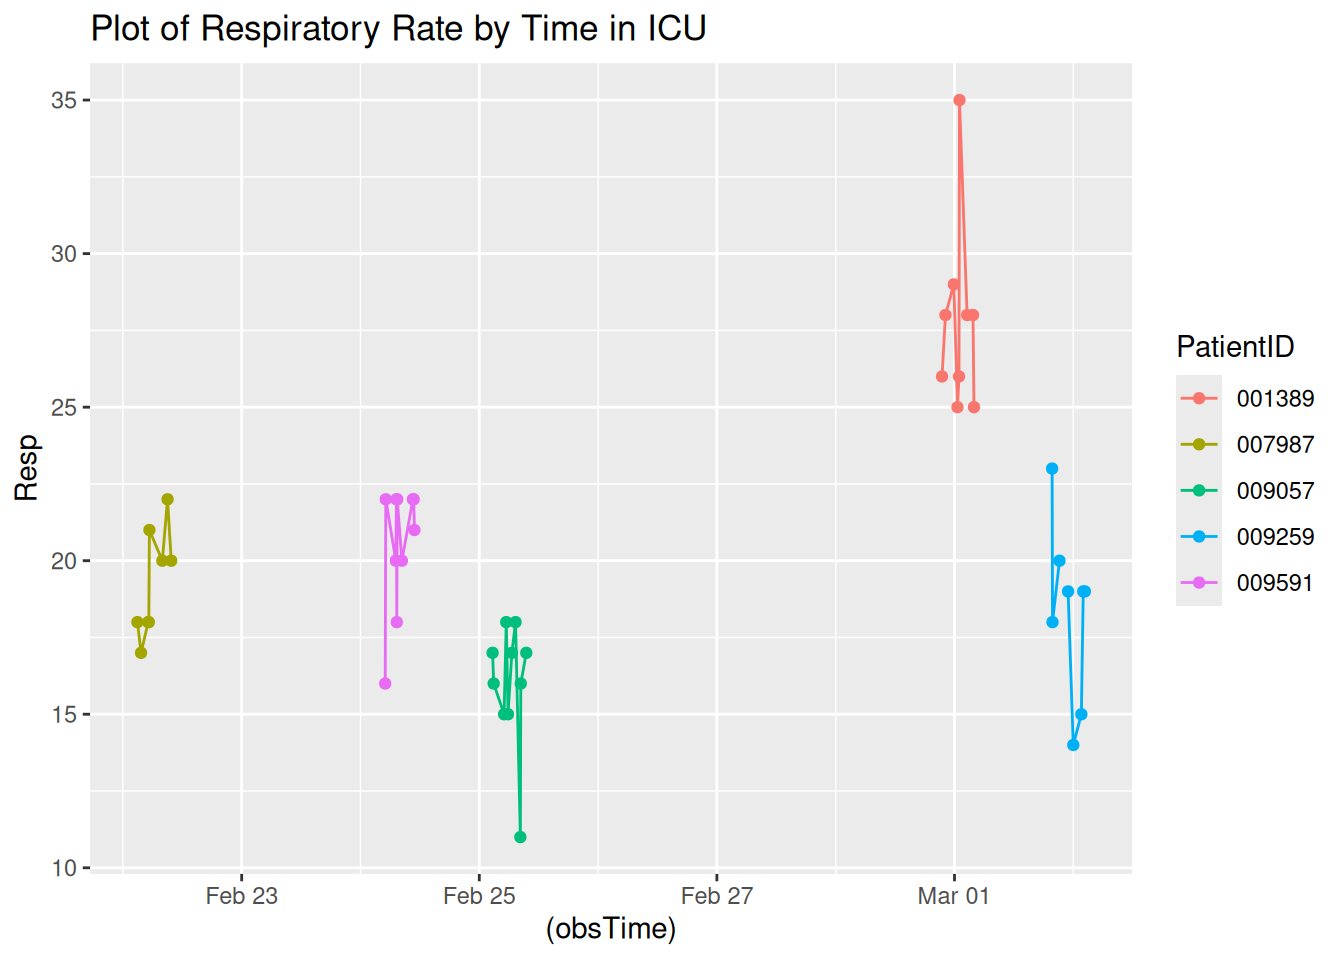 Plot of Respiratory Rate by Time in ICU
35
30
25
20
15
10
Resp
Feb 23
Feb 25
Feb 27
Mar 01
(obsTime)
PatientID
001389
007987
009057
009259
009591